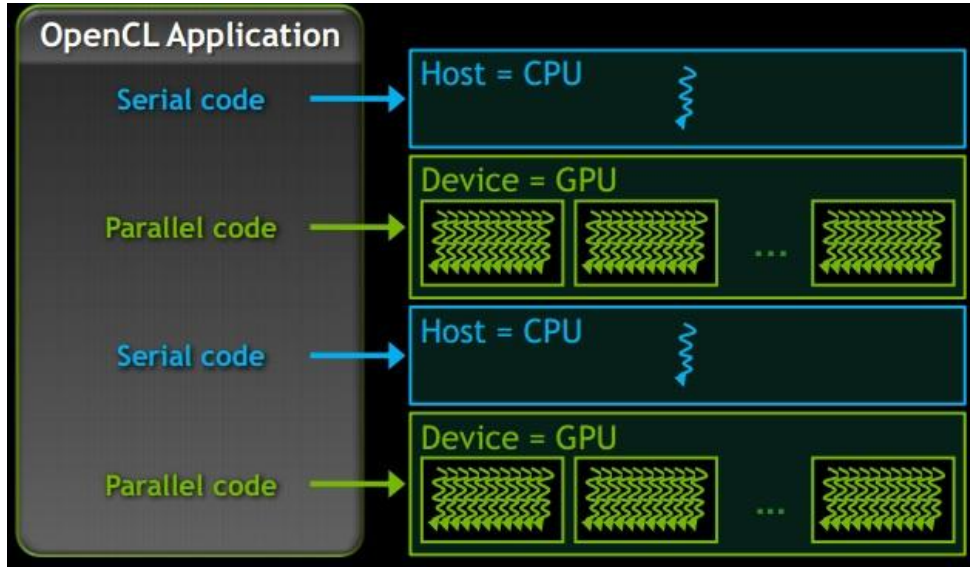 OpenCL Application
Serial code
Host = CPU
Parallel code
Device = GPU
...
Serial code
Host = CPU
Parallel code
Device = GPU
...